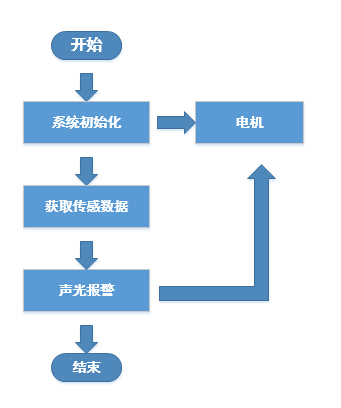 开始
系统初始化
电机
获取传感数据
声光报警
结束